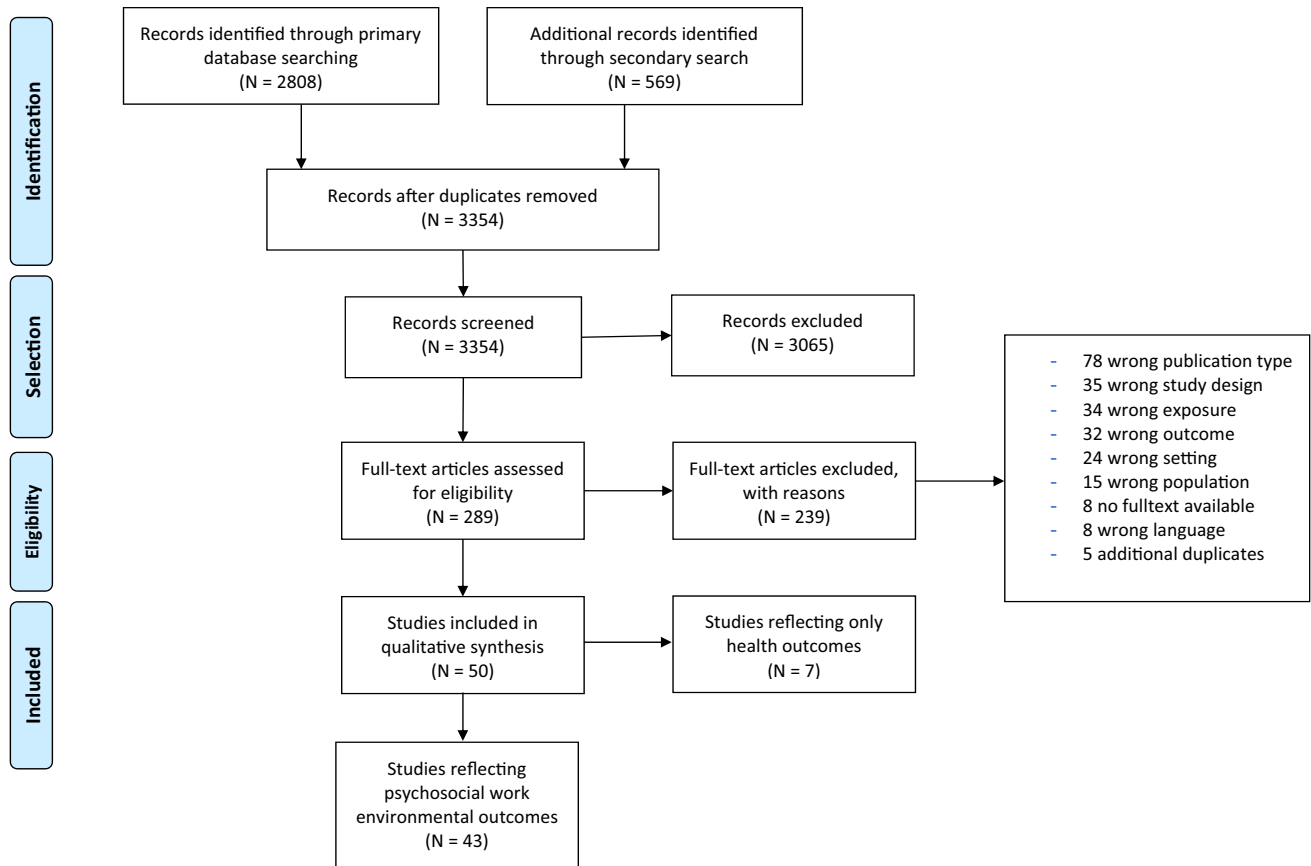 Records identified through primary
database searching
(N = 2808)
Additional records identified
through secondary search
(N = 569)
Identification
Records after duplicates removed
(N = 3354)
Selection
Records screened
(N = 3354)
Records excluded
(N = 3065)
Eligibility
Full-text articles assessed
for eligibility
(N = 289)
Full-text articles excluded,
with reasons
(N = 239)
- 78 wrong publication type
- 35 wrong study design
- 34 wrong exposure
- 32 wrong outcome
- 24 wrong setting
- 15 wrong population
- 8 no fulltext available
- 8 wrong language
- 5 additional duplicates
Included
Studies included in
qualitative synthesis
(N = 50)
Studies reflecting only
health outcomes
(N = 7)
Studies reflecting
psychosocial work
environmental outcomes
(N = 43)